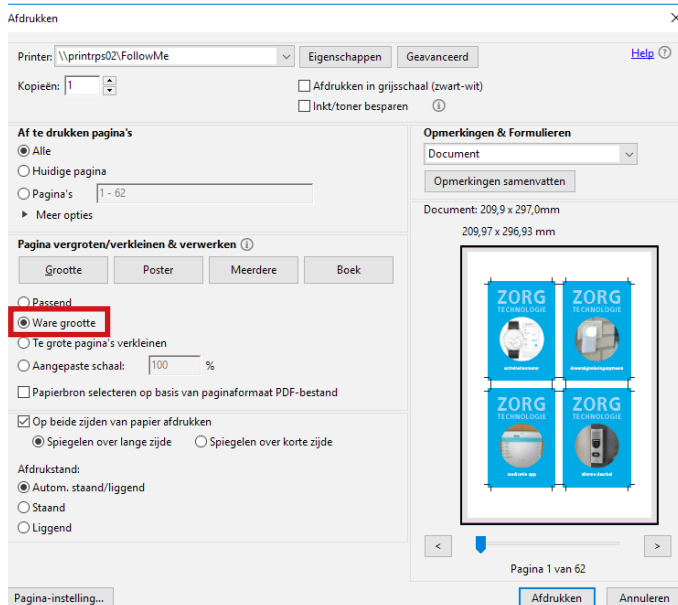 Afdrukken
Printer: \\printrps02\FollowMe Eigenschappen Geavanceerd Help
Kopieën: 1 Afdrukken in grijsschaal (zwart-wit)
Inkt/toner besparen
Af te drukken pagina's
Alle
Huidige pagina
Pagina's 1 - 62
Meer opties
Pagina vergroten/verkleinen & verwerken
Grootte Poster Meerdere Boek
Passend
Ware grootte
Te grote pagina's verkleinen
Aangepaste schaal: 100 %
Papierbron selecteren op basis van paginaformaat PDF-bestand
Op beide zijden van papier afdrukken
Spiegelen over lange zijde Spiegelen over korte zijde
Afdrukstand:
Autom. staand/liggend
Staand
Liggend
Opmerkingen & Formulieren
Document
Opmerkingen samenvatten
Document: 209,9 x 297,0mm
209,97 x 296,93 mm
ZORG ZORG
TECHNOLOGIE TECHNOLOGIE
ZORG ZORG
TECHNOLOGIE TECHNOLOGIE
medicatie app
< >
Pagina 1 van 62
Pagina-instelling... Afdrukken Annuleren